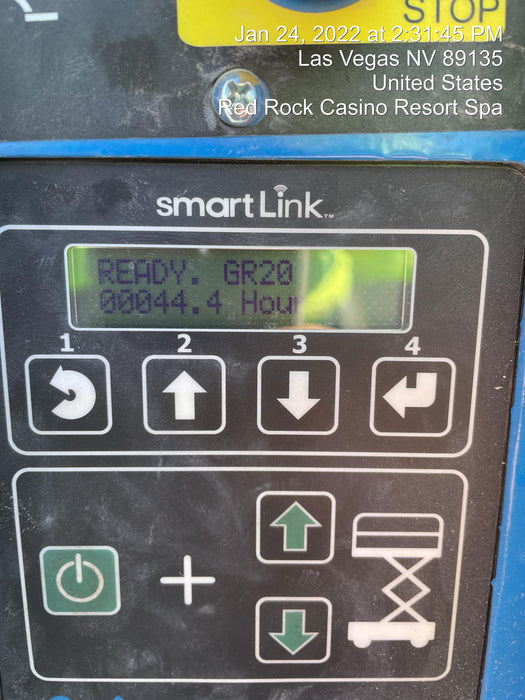 STOP
Jan 24, 2022 at 2:31:45 PM
Las Vegas NV 89135
United States
Red Rock Casino Resort Spa
smartLink™
READY. GR20
00044.4 Hour
1 2 3 4